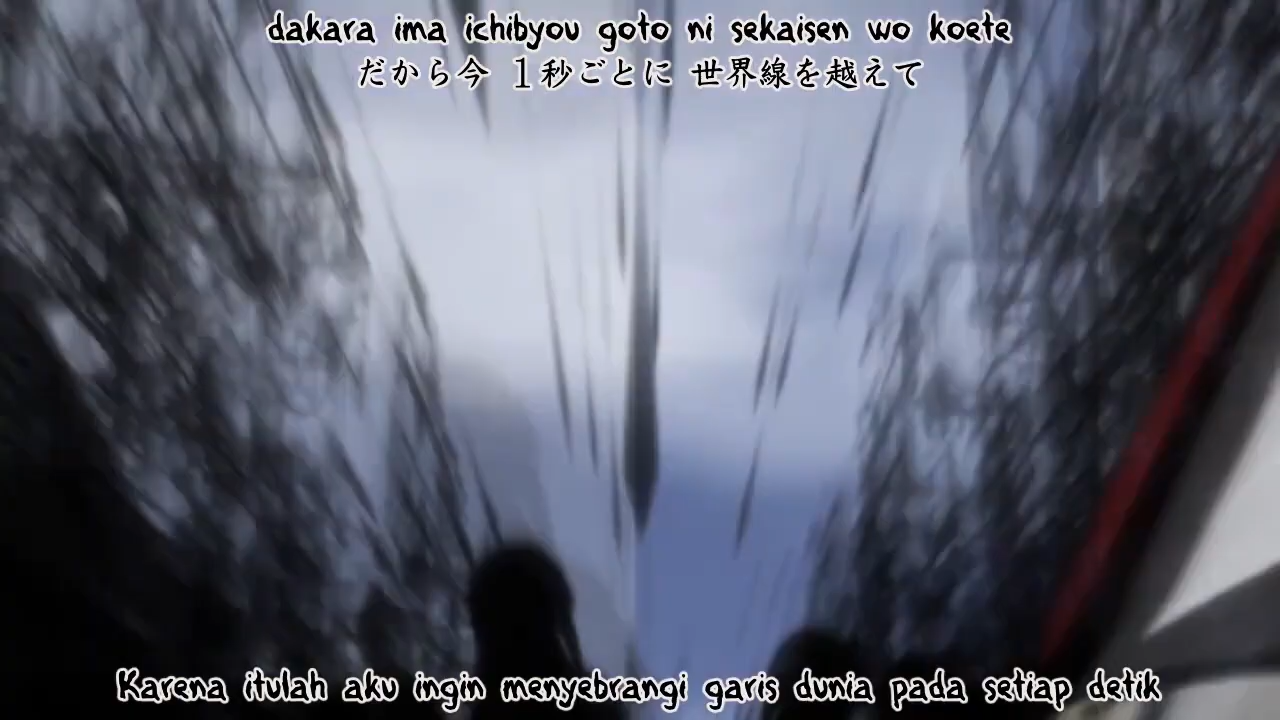 dakara ima ichibyou goto ni sekaisen wo koete
だから今 1秒ごとに 世界線を越えて
Karena itulah aku ingin menyebrangi garis dunia pada setiap detik